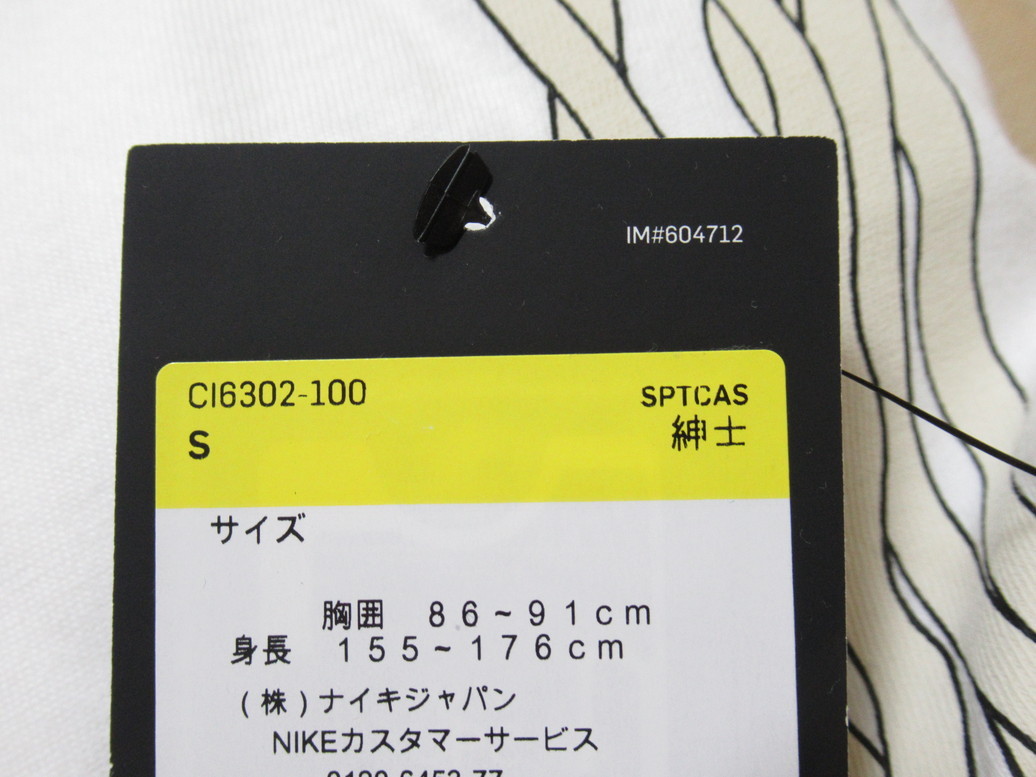 IM#604712
CI6302-100 SPTCAS
S 紳士
サイズ
胸囲 86~91cm
身長 155~176cm
(株)ナイキジャパン
NIKEカスタマーサービス